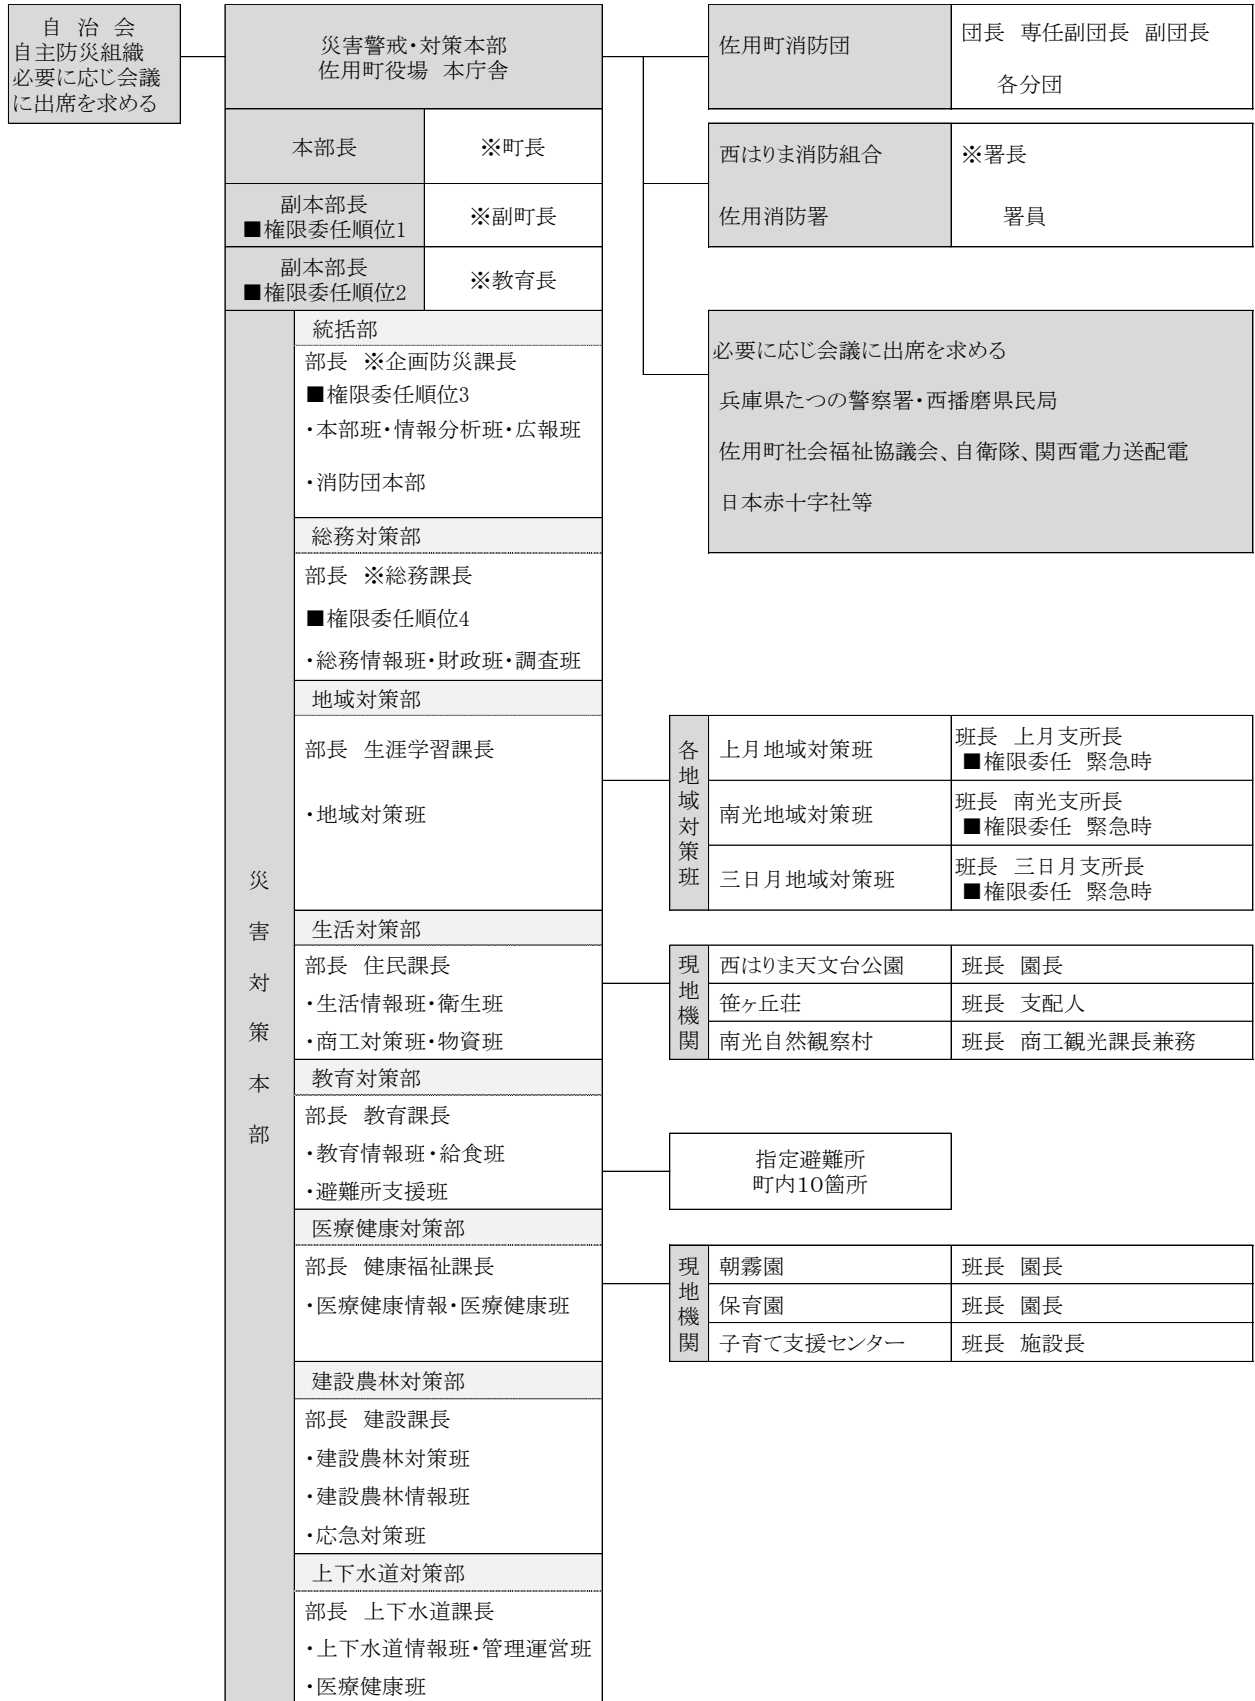 自 治 会
自主防災組織
必要に応じ会議
に出席を求める
災害警戒・対策本部
佐用町役場 本庁舎
本部長
※町長
副本部長
■権限委任順位1
※副町長
副本部長
■権限委任順位2
※教育長
災害対策本部
統括部
部長 ※企画防災課長
■権限委任順位3
・本部班・情報分析班・広報班
・消防団本部
総務対策部
部長 ※総務課長
■権限委任順位4
・総務情報班・財政班・調査班
地域対策部
部長 生涯学習課長
・地域対策班
生活対策部
部長 住民課長
・生活情報班・衛生班
・商工対策班・物資班
教育対策部
部長 教育課長
・教育情報班・給食班
・避難所支援班
医療健康対策部
部長 健康福祉課長
・医療健康情報・医療健康班
建設農林対策部
部長 建設課長
・建設農林対策班
・建設農林情報班
・応急対策班
上下水道対策部
部長 上下水道課長
・上下水道情報班・管理運営班
・医療健康班
佐用町消防団
団長 専任副団長 副団長
各分団
西はりま消防組合
※署長
佐用消防署
署員
必要に応じ会議に出席を求める
兵庫県たつの警察署・西播磨県民局
佐用町社会福祉協議会、自衛隊、関西電力送配電
日本赤十字社等
各地域対策班
上月地域対策班
班長 上月支所長
■権限委任 緊急時
南光地域対策班
班長 南光支所長
■権限委任 緊急時
三日月地域対策班
班長 三日月支所長
■権限委任 緊急時
現地機関
西はりま天文台公園
班長 園長
笹ヶ丘荘
班長 支配人
南光自然観察村
班長 商工観光課長兼務
指定避難所
町内10箇所
現地機関
朝霧園
班長 園長
保育園
班長 園長
子育て支援センター
班長 施設長